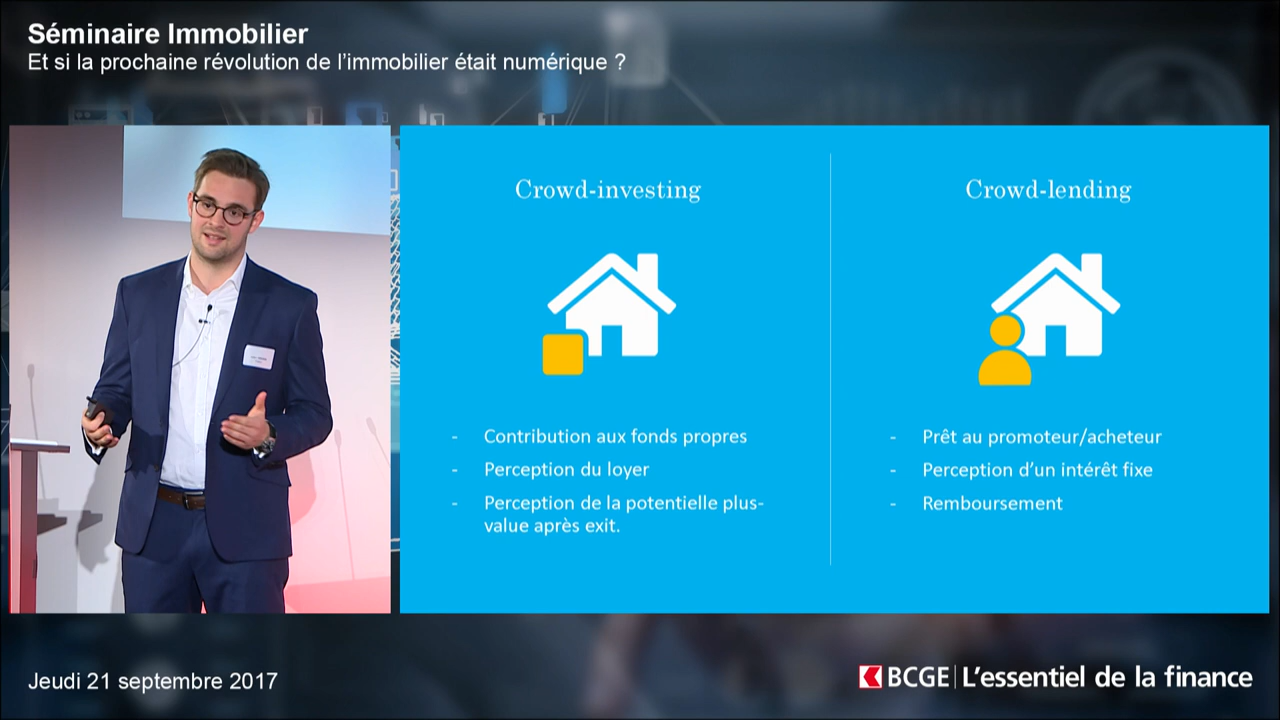 Séminaire Immobilier
Et si la prochaine révolution de l'immobilier était numérique ?
Crowd-investing
Crowd-lending
- Contribution aux fonds propres
- Perception du loyer
- Perception de la potentielle plus-
value après exit.
- Prêt au promoteur/acheteur
- Perception d'un intérêt fixe
- Remboursement
Jeudi 21 septembre 2017
BCGE | L'essentiel de la finance